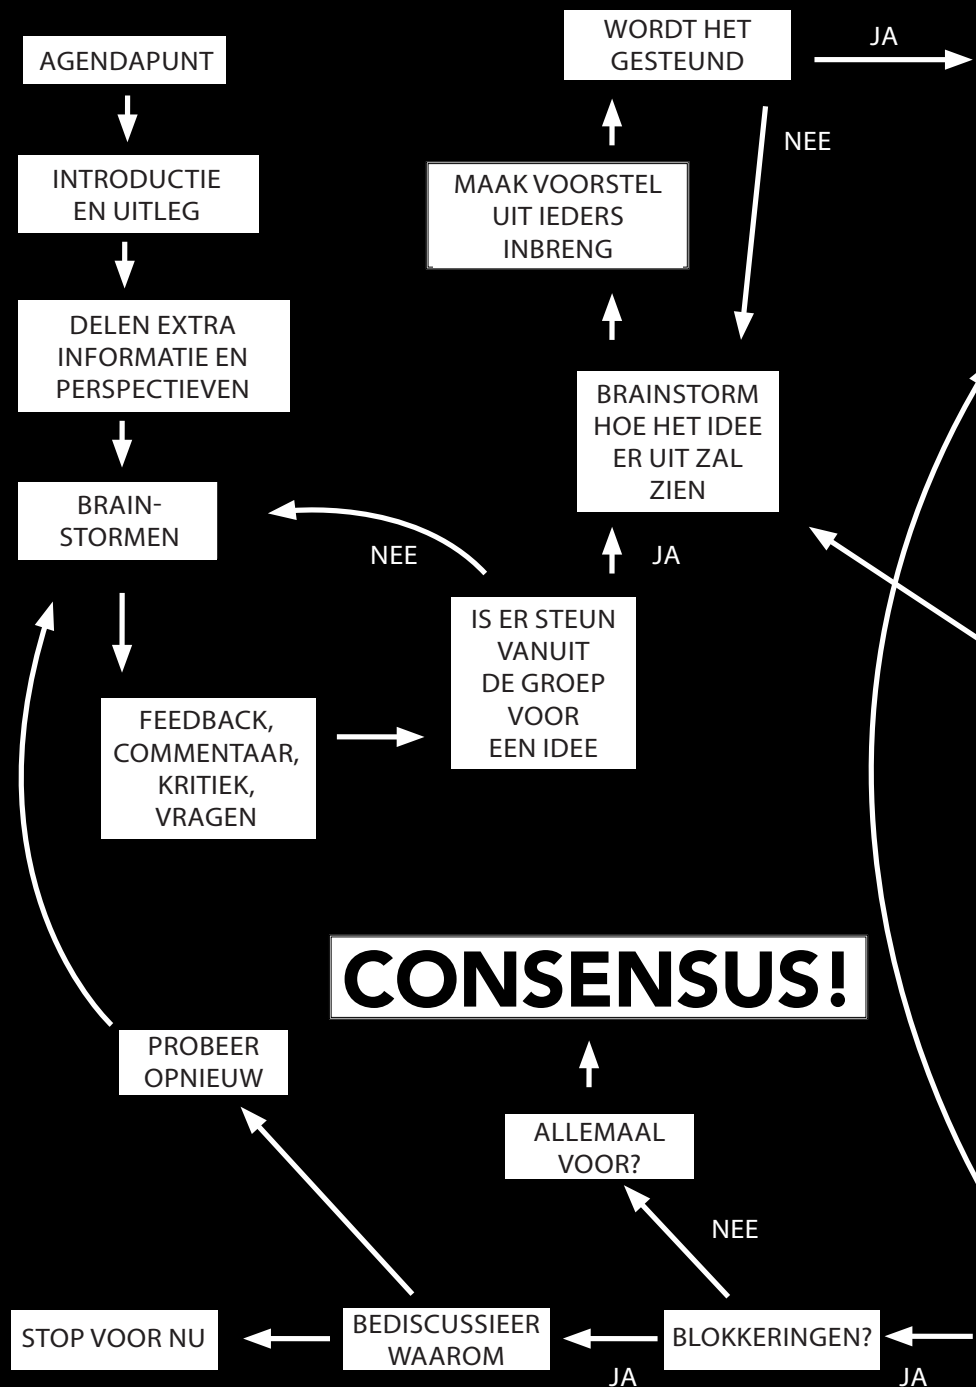 AGENDAPUNT
INTRODUCTIE
EN UITLEG
DELEN EXTRA
INFORMATIE EN
PERSPECTIEVEN
BRAIN-
STORMEN
FEEDBACK,
COMMENTAAR,
KRITIEK,
VRAGEN
IS ER STEUN
VANUIT
DE GROEP
VOOR
EEN IDEE
NEE
JA
BRAINSTORM
HOE HET IDEE
ER UIT ZAL
ZIEN
MAAK VOORSTEL
UIT IEDERS
INBRENG
WORDT HET
GESTEUND
JA
NEE
CONSENSUS!
PROBEER
OPNIEUW
ALLEMAAL
VOOR?
NEE
STOP VOOR NU
BEDISCUSSIEER
WAAROM
JA
BLOKKERINGEN?
JA